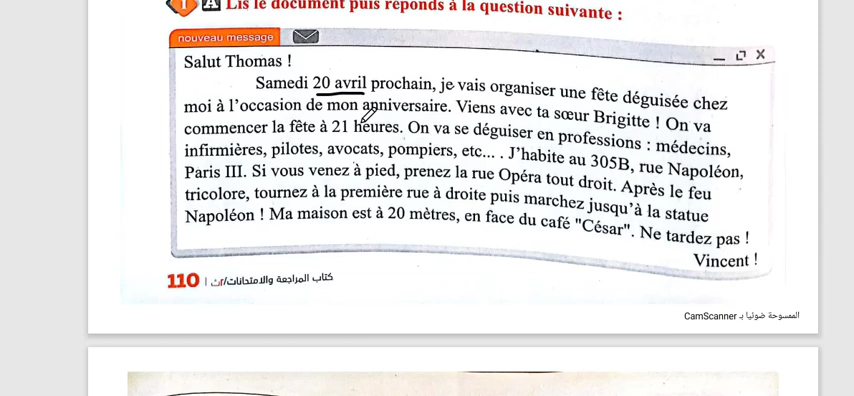 1 A Lis le document puis réponds à la question suivante :
nouveau message
Salut Thomas !
Samedi 20 avril prochain, je vais organiser une fête déguisée chez
moi à l'occasion de mon anniversaire. Viens avec ta sœur Brigitte ! On va
commencer la fête à 21 heures. On va se déguiser en professions : médecins,
infirmières, pilotes, avocats, pompiers, etc... . J'habite au 305B, rue Napoléon,
Paris III. Si vous venez à pied, prenez la rue Opéra tout droit. Après le feu
tricolore, tournez à la première rue à droite puis marchez jusqu'à la statue
Napoléon ! Ma maison est à 20 mètres, en face du café "César". Ne tardez pas !
Vincent !
110 | كتاب المراجعة والامتحانات
الممسوحة ضوئيا بـ CamScanner